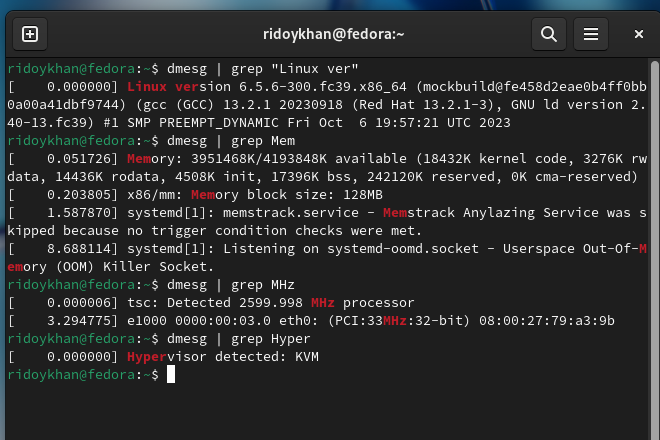 ridoykhan@fedora:~
ridoykhan@fedora:~$ dmesg | grep "Linux ver"
[    0.000000] Linux version 6.5.6-300.fc39.x86_64 (mockbuild@fe458d2eae0b4ff0bb
0a00a41dbf9744) (gcc (GCC) 13.2.1 20230918 (Red Hat 13.2.1-3), GNU ld version 2.
40-13.fc39) #1 SMP PREEMPT_DYNAMIC Fri Oct  6 19:57:21 UTC 2023
ridoykhan@fedora:~$ dmesg | grep Mem
[    0.051726] Memory: 3951468K/4193848K available (18432K kernel code, 3276K rw
data, 14436K rodata, 4508K init, 17396K bss, 242120K reserved, 0K cma-reserved)
[    0.203805] x86/mm: Memory block size: 128MB
[    1.587870] systemd[1]: memstrack.service - Memstrack Anylazing Service was s
kipped because no trigger condition checks were met.
[    8.688114] systemd[1]: Listening on systemd-oomd.socket - Userspace Out-Of-M
emory (OOM) Killer Socket.
ridoykhan@fedora:~$ dmesg | grep MHz
[    0.000006] tsc: Detected 2599.998 MHz processor
[    3.294775] e1000 0000:00:03.0 eth0: (PCI:33MHz:32-bit) 08:00:27:79:a3:9b
ridoykhan@fedora:~$ dmesg | grep Hyper
[    0.000000] Hypervisor detected: KVM
ridoykhan@fedora:~$